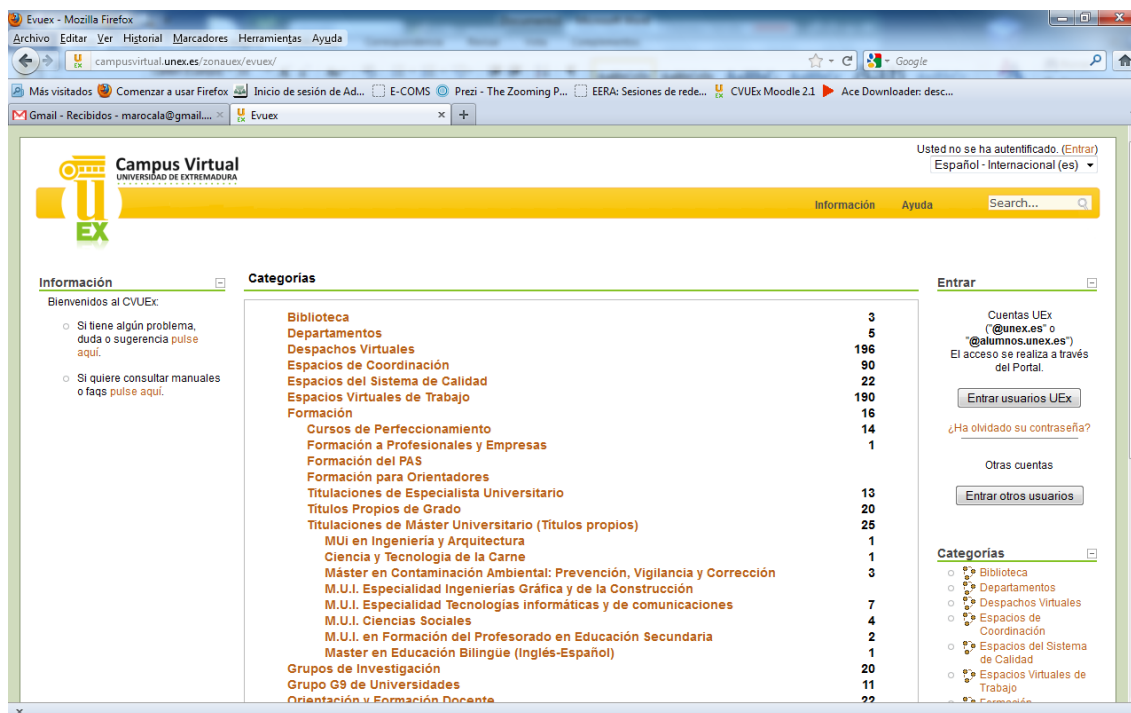 Evuex - Mozilla Firefox
Archivo Editar Ver Historial Marcadores Herramientas Ayuda
campusvirtual.unex.es/zonauex/evuex/
Google
Más visitados Comenzar a usar Firefox Inicio de sesión de Ad... E-COMS Prezi - The Zooming P... EERA: Sesiones de rede... CVUEx Moodle 2.1 Ace Downloader: desc...
Gmail - Recibidos - marocala@gmail.... Evuex
Usted no se ha autentificado. (Entrar)
Español - Internacional (es)
Campus Virtual
UNIVERSIDAD DE EXTREMADURA
u
EX
Información Ayuda Search...
Información
Bienvenidos al CVUEx:
Si tiene algún problema,
duda o sugerencia pulse
aquí.
Si quiere consultar manuales
o faqs pulse aquí.
Categorías
Biblioteca 3
Departamentos 5
Despachos Virtuales 196
Espacios de Coordinación 90
Espacios del Sistema de Calidad 22
Espacios Virtuales de Trabajo 190
Formación 16
Cursos de Perfeccionamiento 14
Formación a Profesionales y Empresas 1
Formación del PAS
Formación para Orientadores
Titulaciones de Especialista Universitario 13
Títulos Propios de Grado 20
Titulaciones de Máster Universitario (Títulos propios) 25
MUi en Ingeniería y Arquitectura 1
Ciencia y Tecnologia de la Carne 1
Máster en Contaminación Ambiental: Prevención, Vigilancia y Corrección 3
M.U.I. Especialidad Ingenierías Gráfica y de la Construcción
M.U.I. Especialidad Tecnologías informáticas y de comunicaciones 7
M.U.I. Ciencias Sociales 4
M.U.I. en Formación del Profesorado en Educación Secundaria 2
Master en Educación Bilingüe (Inglés-Español) 1
Grupos de Investigación 20
Grupo G9 de Universidades 11
Orientación y Formación Docente 22
Entrar
Cuentas UEx
("@unex.es" o
"@alumnos.unex.es")
El acceso se realiza a través
del Portal.
Entrar usuarios UEx
¿Ha olvidado su contraseña?
Otras cuentas
Entrar otros usuarios
Categorías
Biblioteca
Departamentos
Despachos Virtuales
Espacios de
Coordinación
Espacios del Sistema
de Calidad
Espacios Virtuales de
Trabajo
Formación